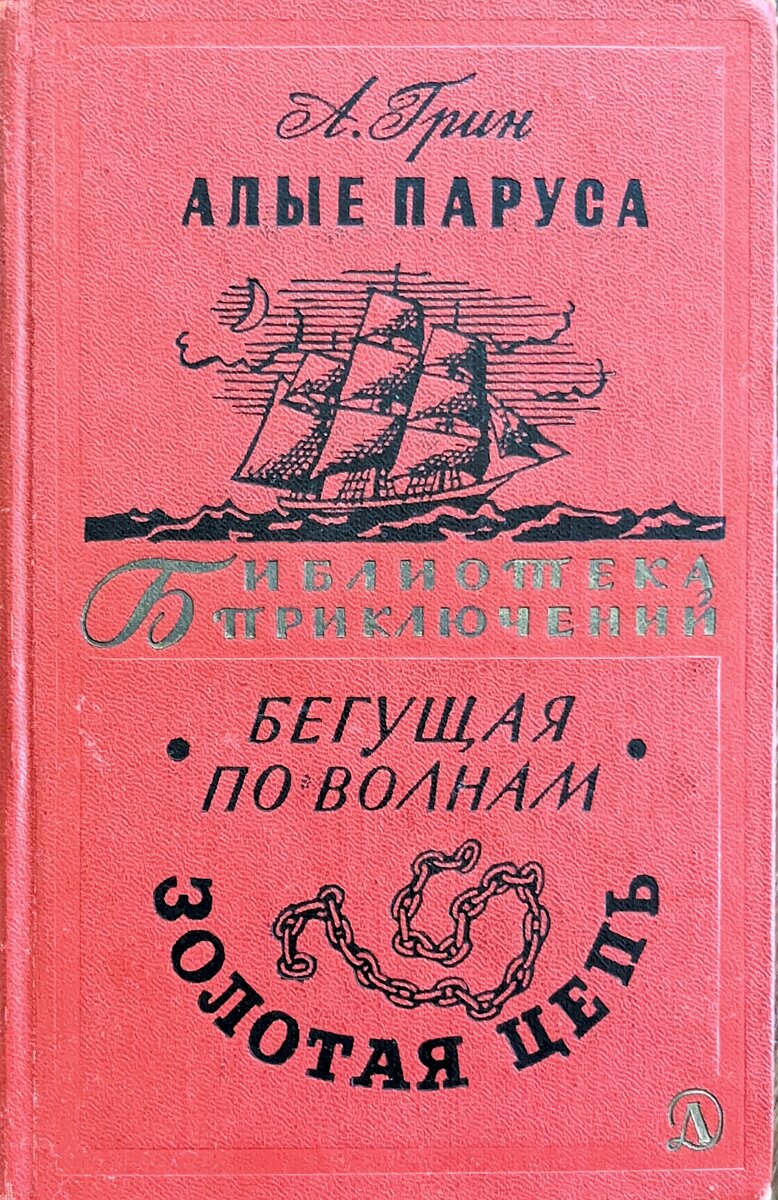 А. Грин
АЛЫЕ ПАРУСА
БИБЛИОТЕКА
ПРИКЛЮЧЕНИЙ
БЕГУЩАЯ
ПО ВОЛНАМ
ЗОЛОТАЯ ЦЕПЬ
Д